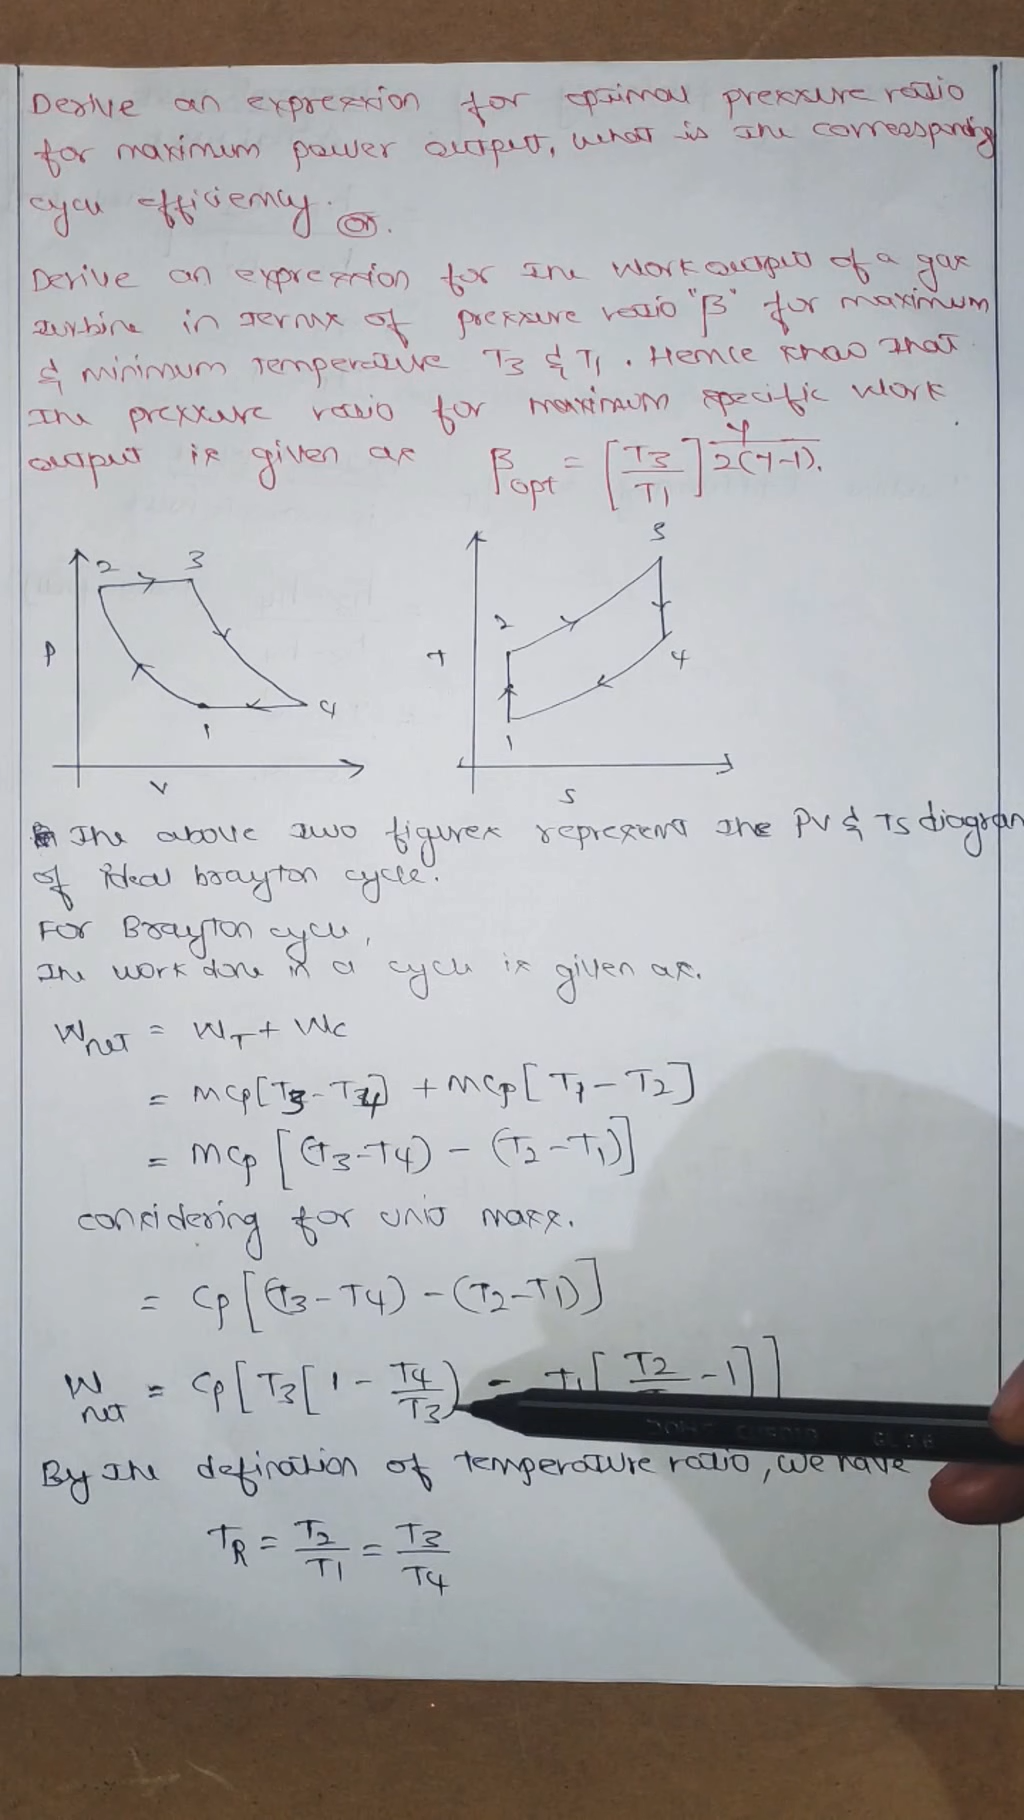 Derive an expression for optimal pressure ratio
for maximum power output, what is the corresponding
cycle efficiency. or.
Derive an expression for the work output of a gas
turbine in terms of pressure ratio "β" for maximum
& minimum temperature T3 & T1. Hence show that
the pressure ratio for maximum specific work
output is given as βopt = [T3/T1]^γ/2(γ-1).
2 3
P
4
1
V
3
2
T
4
1
S
The above two figures represent the PV & TS diagram
of ideal brayton cycle.
For Brayton cycle,
the work done in a cycle is given as.
Wnet = WT + Wc
= mcp[T3-T4] + mcp[T1-T2]
= mcp[(T3-T4) - (T2-T1)]
considering for unit mass.
= cp[(T3-T4) - (T2-T1)]
Wnet = cp[T3[1 - T4/T3) - T1[T2/ -1]]
By the defination of temperature ratio, we have
TR = T2/T1 = T3/T4